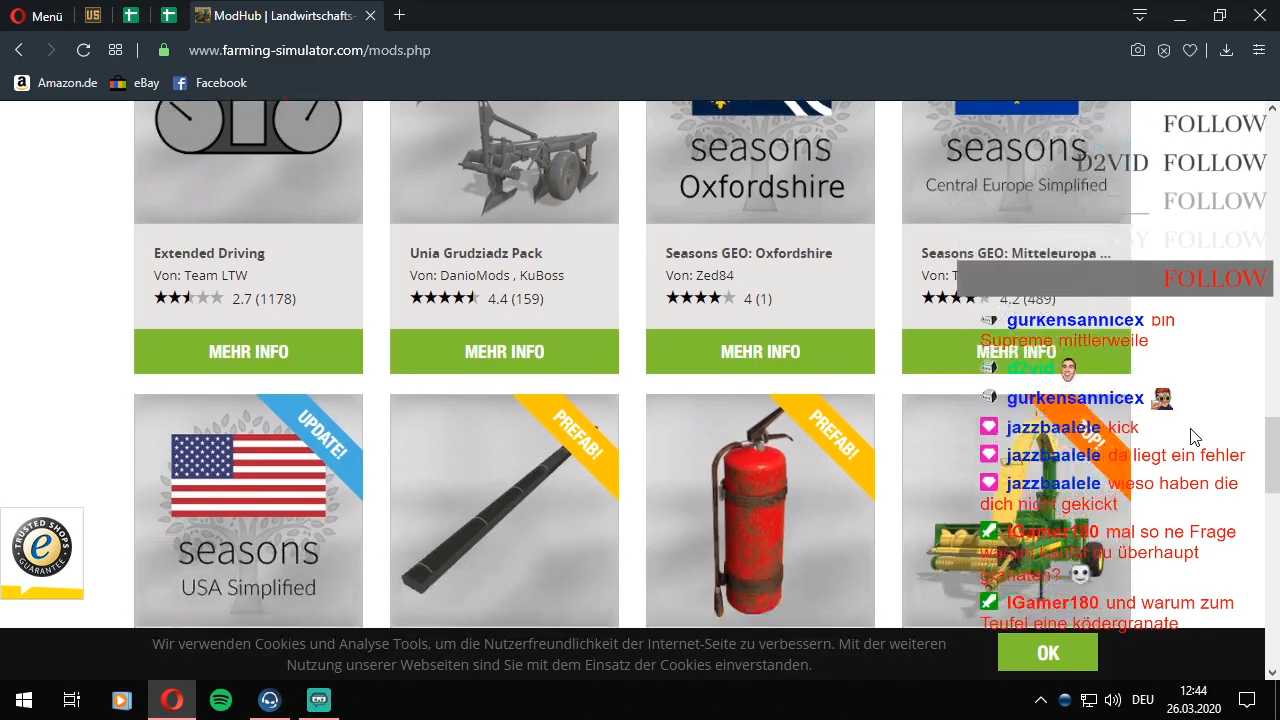 Menü
ModHub | Landwirtschafts-
www.farming-simulator.com/mods.php
Amazon.de
eBay
Facebook
seasons
Oxfordshire
seasons
Central Europe Simplified
FOLLOW
D2VID FOLLOW
FOLLOW
FOLLOW
FOLLOW
Extended Driving
Von: Team LTW
2.7 (1178)
Unia Grudziadz Pack
Von: DanioMods , KuBoss
4.4 (159)
Seasons GEO: Oxfordshire
Von: Zed84
4 (1)
Seasons GEO: Mitteleuropa ...
Von:
4.2 (489)
MEHR INFO
MEHR INFO
MEHR INFO
MEHR INFO
gurkensannicex bin
Supreme mittlerweile
d2vid
gurkensannicex
jazzbaalele kick
jazzbaalele da liegt ein fehler
jazzbaalele wieso haben die
dich nicht gekickt
IGamer180 mal so ne Frage
warum kaufst du überhaupt
granaten?
IGamer180 und warum zum
Teufel eine ködergranate
UPDATE!
seasons
USA Simplified
PREFAB!
PREFAB!
TRUSTED SHOPS
e
GUARANTEE
Wir verwenden Cookies und Analyse Tools, um die Nutzerfreundlichkeit der Internet-Seite zu verbessern. Mit der weiteren
Nutzung unserer Webseiten sind Sie mit dem Einsatz der Cookies einverstanden.
OK
DEU
12:44
26.03.2020